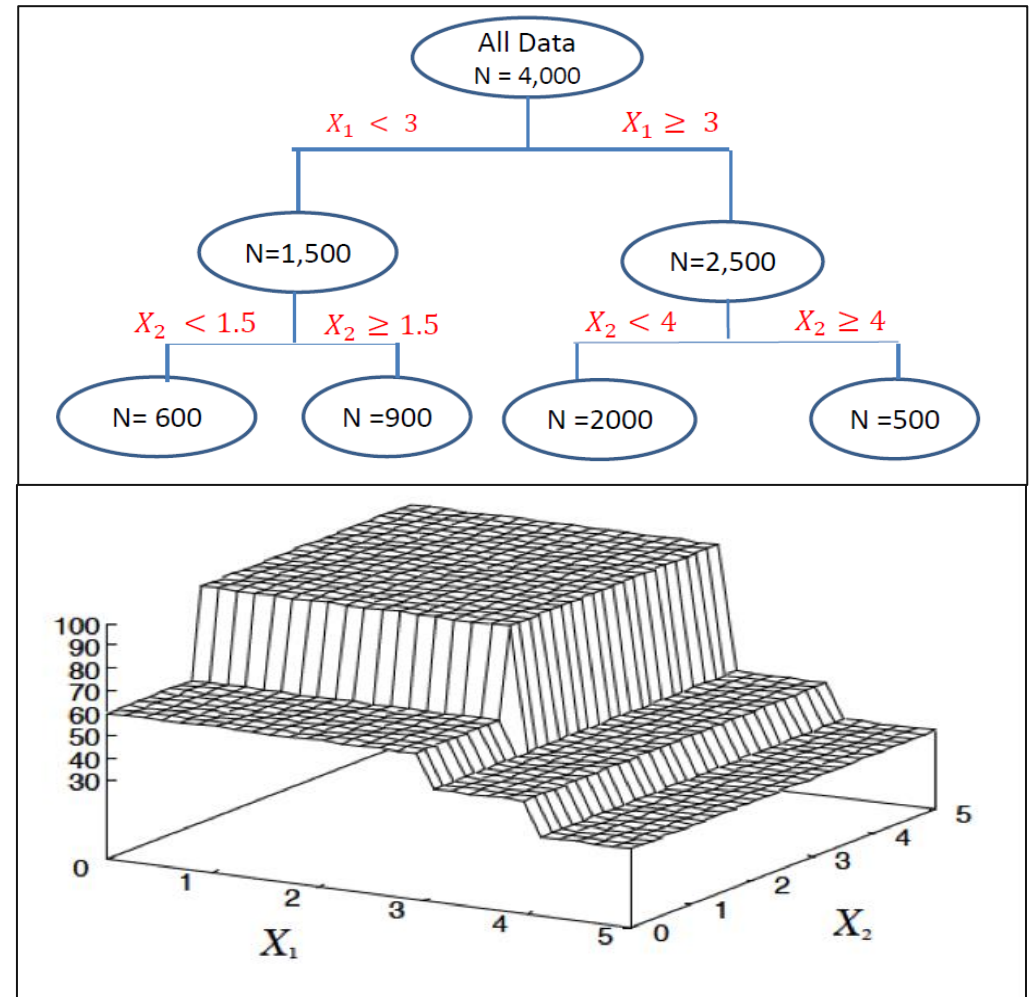 All Data
N = 4,000
X₁ < 3 X₁ ≥ 3
N=1,500 N=2,500
X₂ < 1.5 X₂ ≥ 1.5 X₂ < 4 X₂ ≥ 4
N= 600 N =900 N =2000 N =500
100
90
80
70
60
50
40
30
0 1 2 3 4 5
X₁
0 1 2 3 4 5
X₂